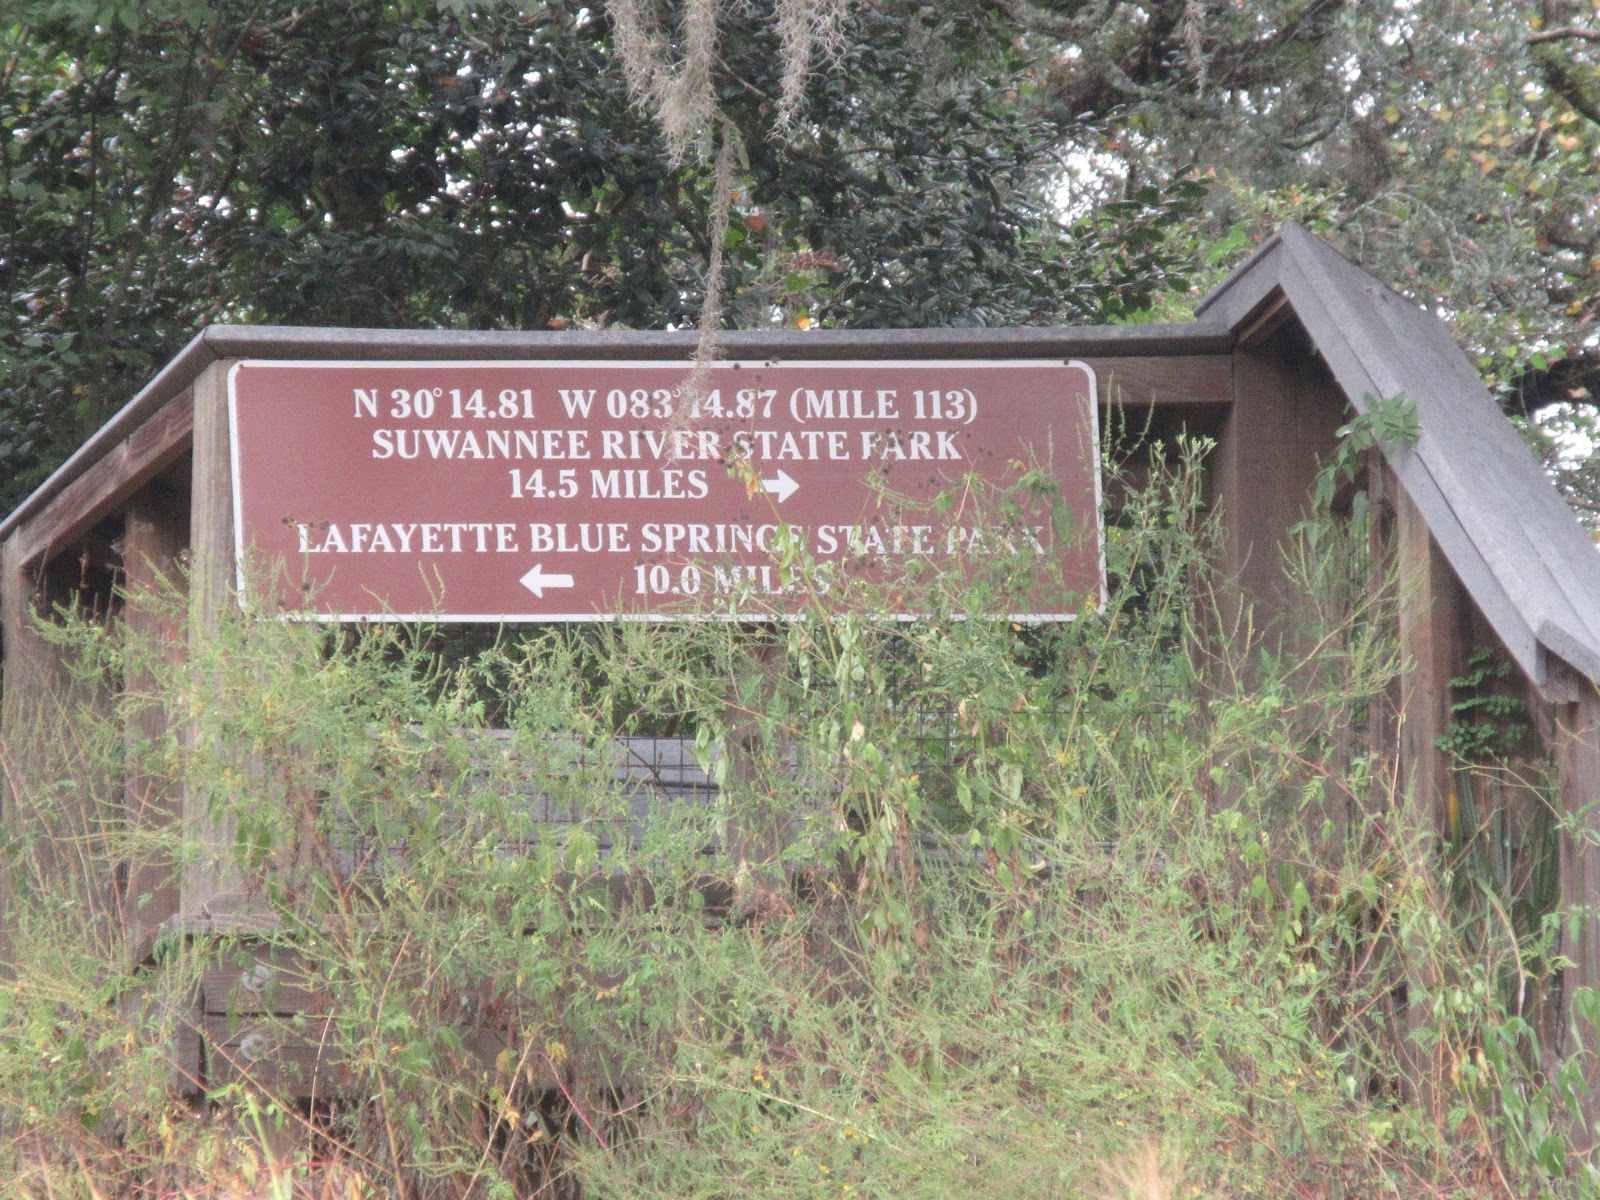 N 30° 14.81 W 083° 14.87 (MILE 113)
SUWANNEE RIVER STATE PARK
14.5 MILES →
LAFAYETTE BLUE SPRINGS STATE PARK
← 10.0 MILES